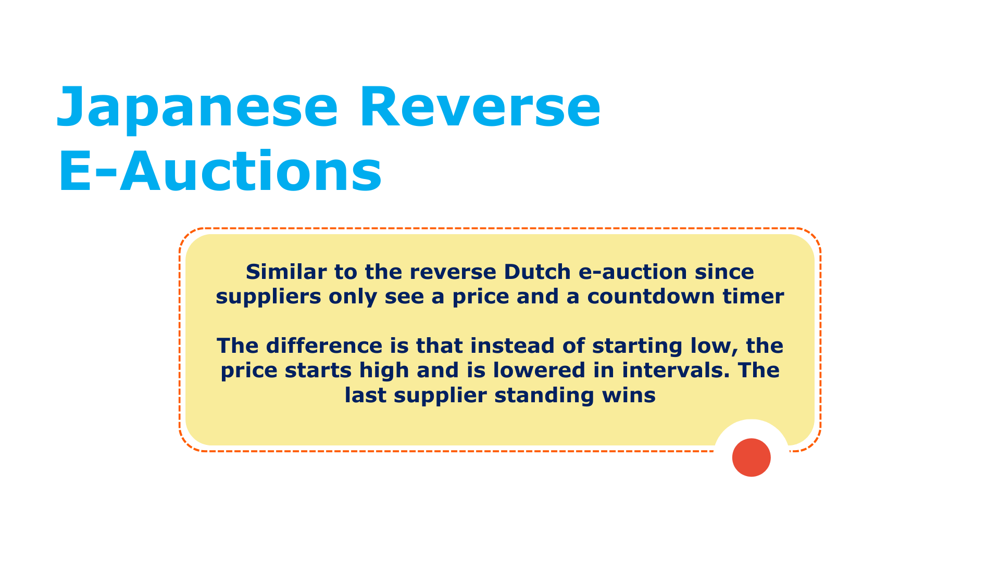 Japanese Reverse
E-Auctions
Similar to the reverse Dutch e-auction since
suppliers only see a price and a countdown timer
The difference is that instead of starting low, the
price starts high and is lowered in intervals. The
last supplier standing wins